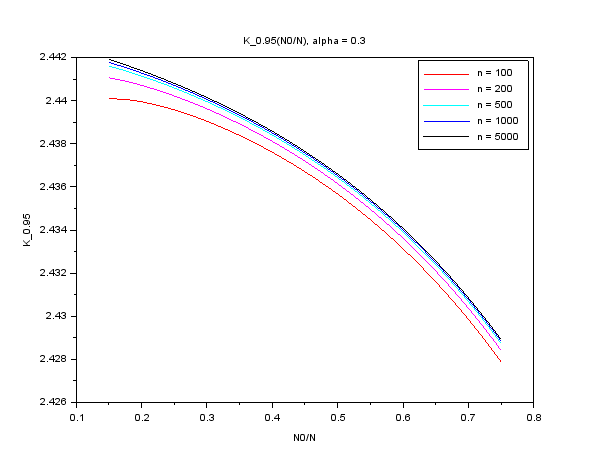 K_0.95(N0/N), alpha = 0.3
2.442
2.44
2.438
2.436
2.434
2.432
2.43
2.428
2.426
K_0.95
0.1
0.2
0.3
0.4
0.5
0.6
0.7
0.8
N0/N
n = 100
n = 200
n = 500
n = 1000
n = 5000